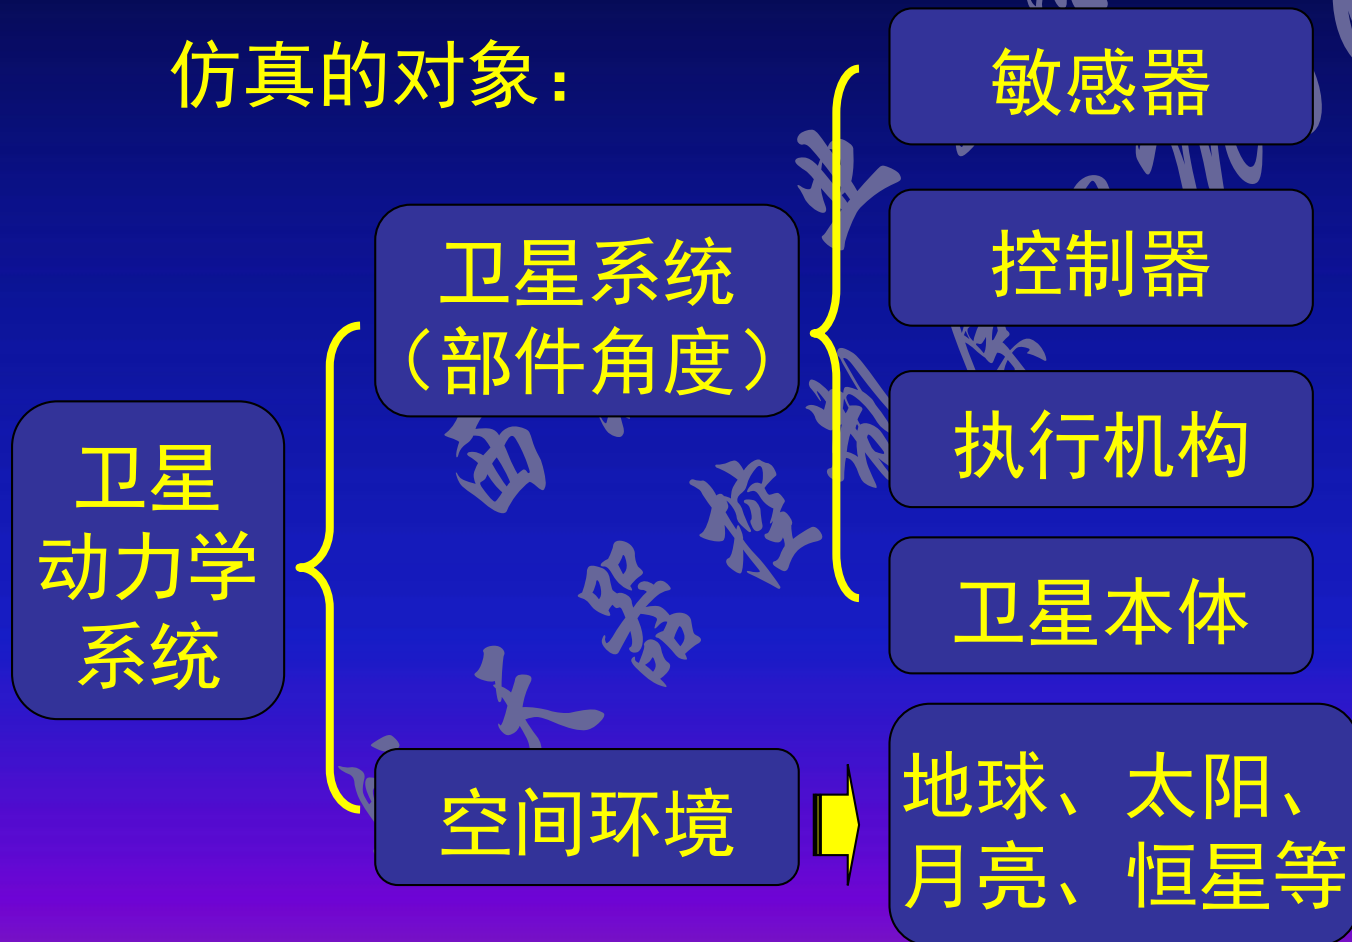 仿真的对象：
卫星
动力学
系统
卫星系统
（部件角度）
敏感器
控制器
执行机构
卫星本体
空间环境
地球、太阳、
月亮、恒星等